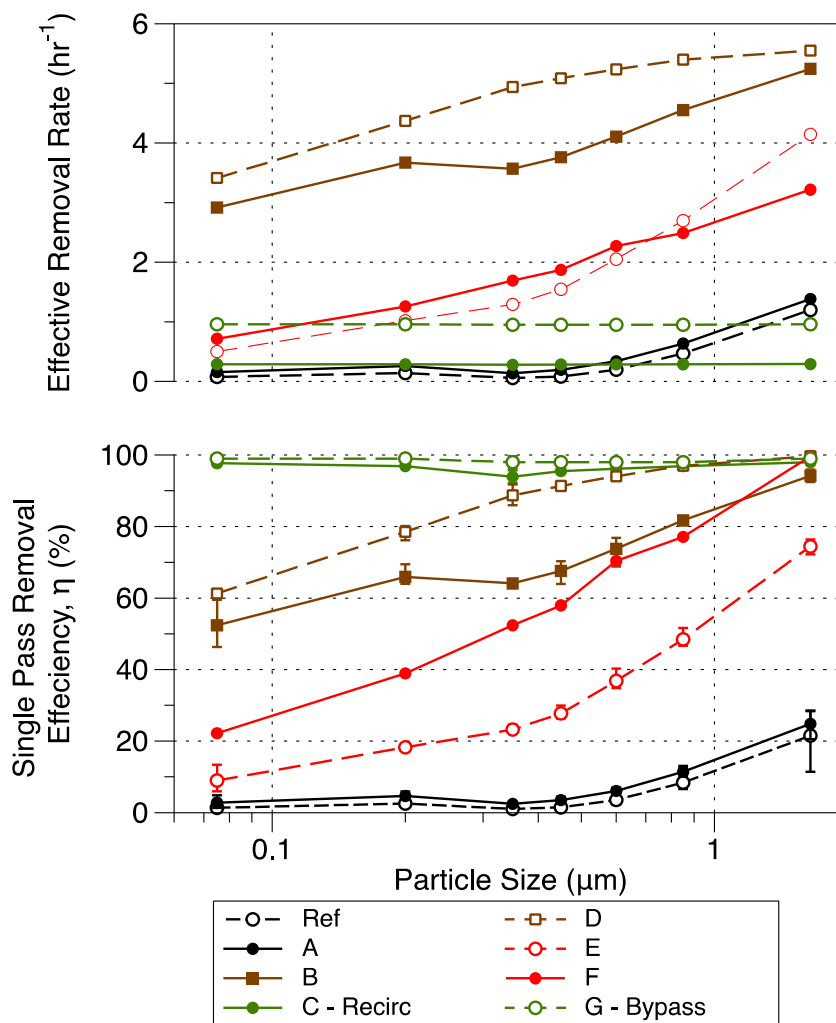 Effective Removal Rate (hr-1)
6
4
2
0
Single Pass Removal
Effeciency, η (%)
100
80
60
40
20
0
0.1
1
Particle Size (μm)
Ref
D
A
E
B
F
C - Recirc
G - Bypass